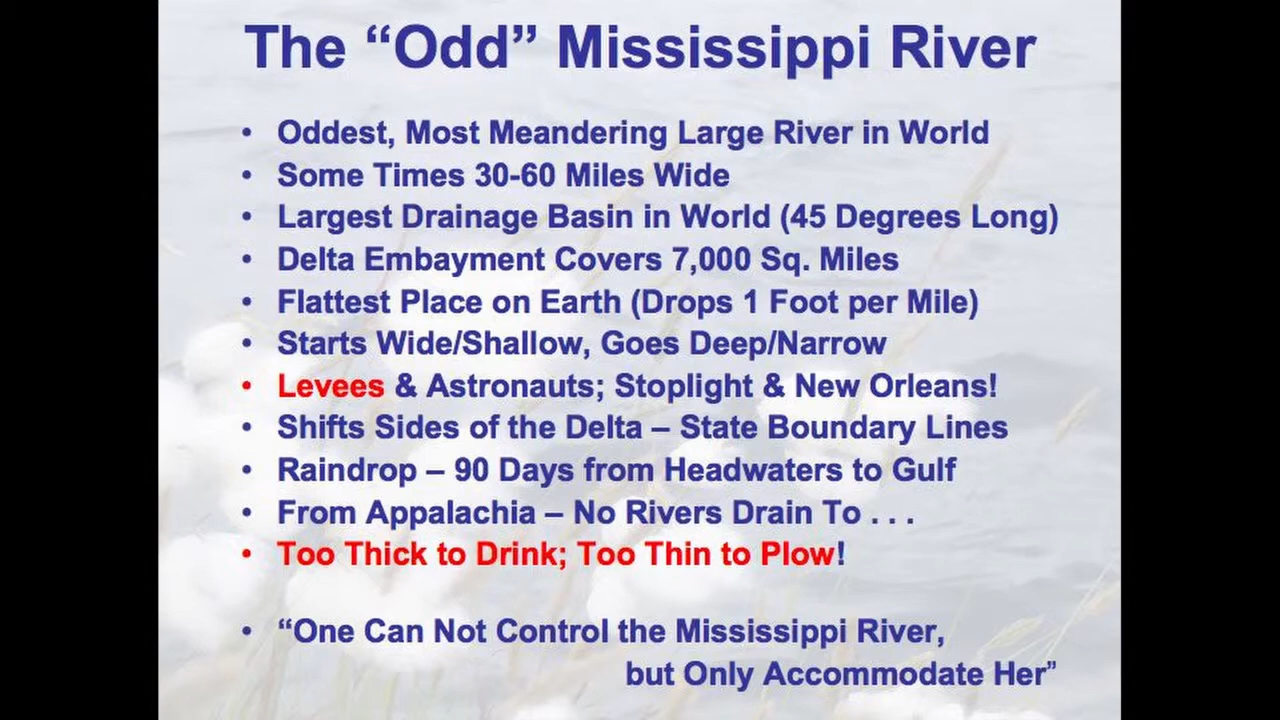 The “Odd” Mississippi River
• Oddest, Most Meandering Large River in World
• Some Times 30-60 Miles Wide
• Largest Drainage Basin in World (45 Degrees Long)
• Delta Embayment Covers 7,000 Sq. Miles
• Flattest Place on Earth (Drops 1 Foot per Mile)
• Starts Wide/Shallow, Goes Deep/Narrow
• Levees & Astronauts; Stoplight & New Orleans!
• Shifts Sides of the Delta – State Boundary Lines
• Raindrop – 90 Days from Headwaters to Gulf
• From Appalachia – No Rivers Drain To . . .
• Too Thick to Drink; Too Thin to Plow!
• “One Can Not Control the Mississippi River,
but Only Accommodate Her”